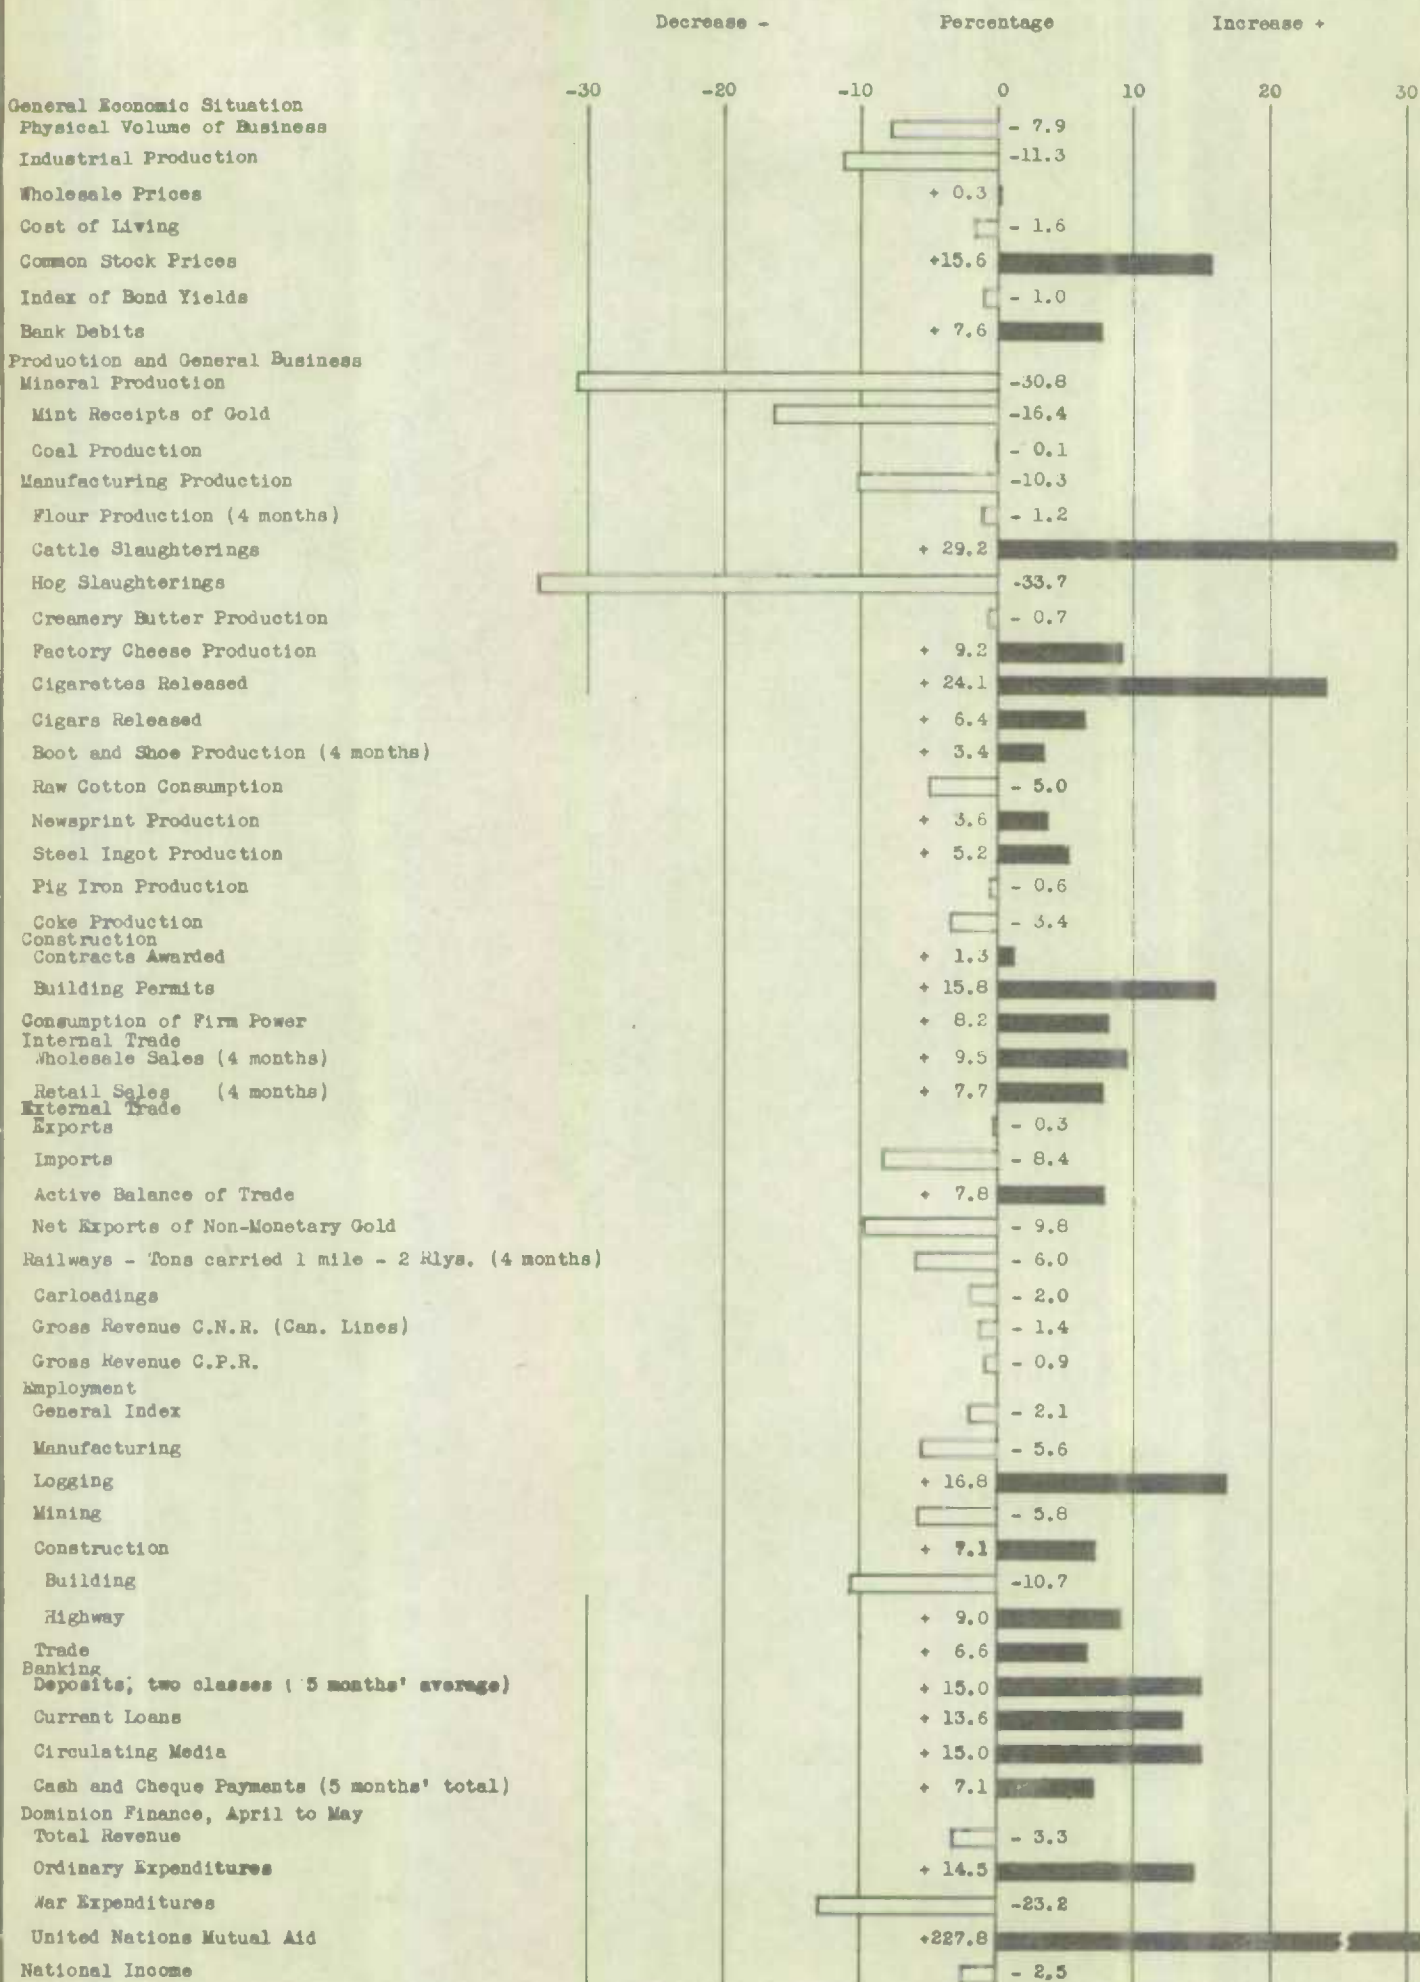 Decrease - Percentage Increase +
-30 -20 -10 0 10 20 30
General Economic Situation
Physical Volume of Business - 7.9
Industrial Production -11.3
Wholesale Prices + 0.3
Cost of Living - 1.6
Common Stock Prices +15.6
Index of Bond Yields - 1.0
Bank Debits + 7.6
Production and General Business
Mineral Production -30.8
Mint Receipts of Gold -16.4
Coal Production - 0.1
Manufacturing Production -10.3
Flour Production (4 months) - 1.2
Cattle Slaughterings + 29.2
Hog Slaughterings -33.7
Creamery Butter Production - 0.7
Factory Cheese Production + 9.2
Cigarettes Released + 24.1
Cigars Released + 6.4
Boot and Shoe Production (4 months) + 3.4
Raw Cotton Consumption - 5.0
Newsprint Production + 3.6
Steel Ingot Production + 5.2
Pig Iron Production - 0.6
Coke Production - 3.4
Construction
Contracts Awarded + 1.3
Building Permits + 15.8
Consumption of Firm Power + 8.2
Internal Trade
Wholesale Sales (4 months) + 9.5
Retail Sales (4 months) + 7.7
External Trade
Exports - 0.3
Imports - 8.4
Active Balance of Trade + 7.8
Net Exports of Non-Monetary Gold - 9.8
Railways - Tons carried 1 mile - 2 Rlys. (4 months) - 6.0
Carloadings - 2.0
Gross Revenue C.N.R. (Can. Lines) - 1.4
Gross Revenue C.P.R. - 0.9
Employment
General Index - 2.1
Manufacturing - 5.6
Logging + 16.8
Mining - 5.8
Construction + 7.1
Building -10.7
Highway + 9.0
Trade + 6.6
Banking
Deposits, two classes ( 5 months' average) + 15.0
Current Loans + 13.6
Circulating Media + 15.0
Cash and Cheque Payments (5 months' total) + 7.1
Dominion Finance, April to May
Total Revenue - 3.3
Ordinary Expenditures + 14.5
War Expenditures -23.2
United Nations Mutual Aid +227.8
National Income - 2.5